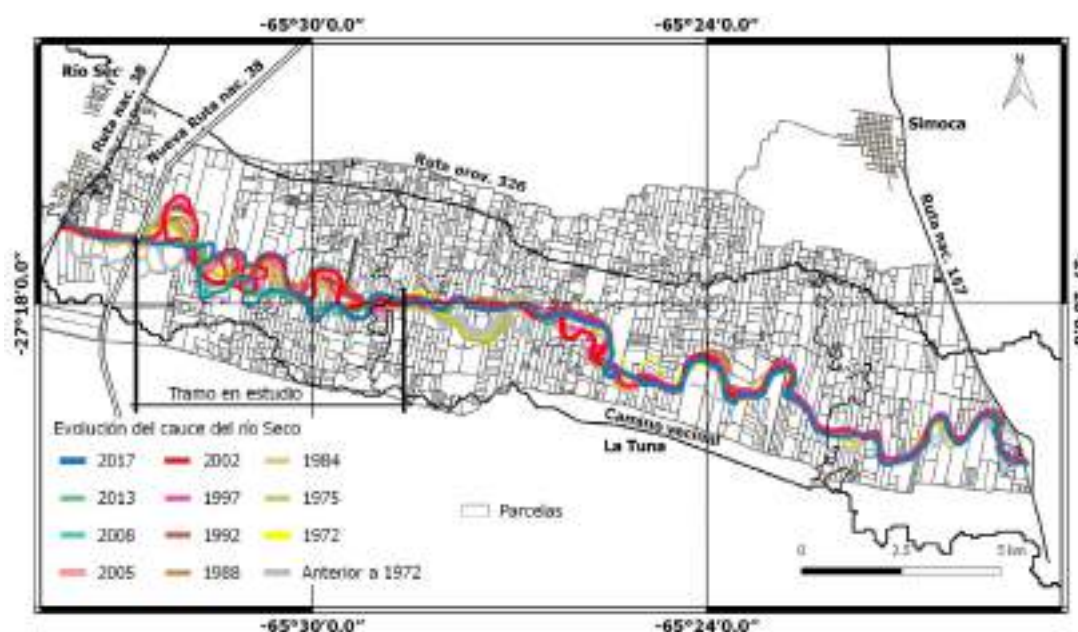 -65°30'0.0"
-65°24'0.0"
Río Sec
Ruta nac. 38
Nueva Ruta nac. 38
Ruta prov. 326
Simoca
Ruta nac. 157
-27°18'0.0"
Tramo en estudio
Camino vecinal
La Tuna
Evolución del cauce del río Seco
2017
2002
1984
2013
1997
1975
2008
1992
1972
2005
1988
Anterior a 1972
Parcelas
0
2.5
5 km
-65°30'0.0"
-65°24'0.0"